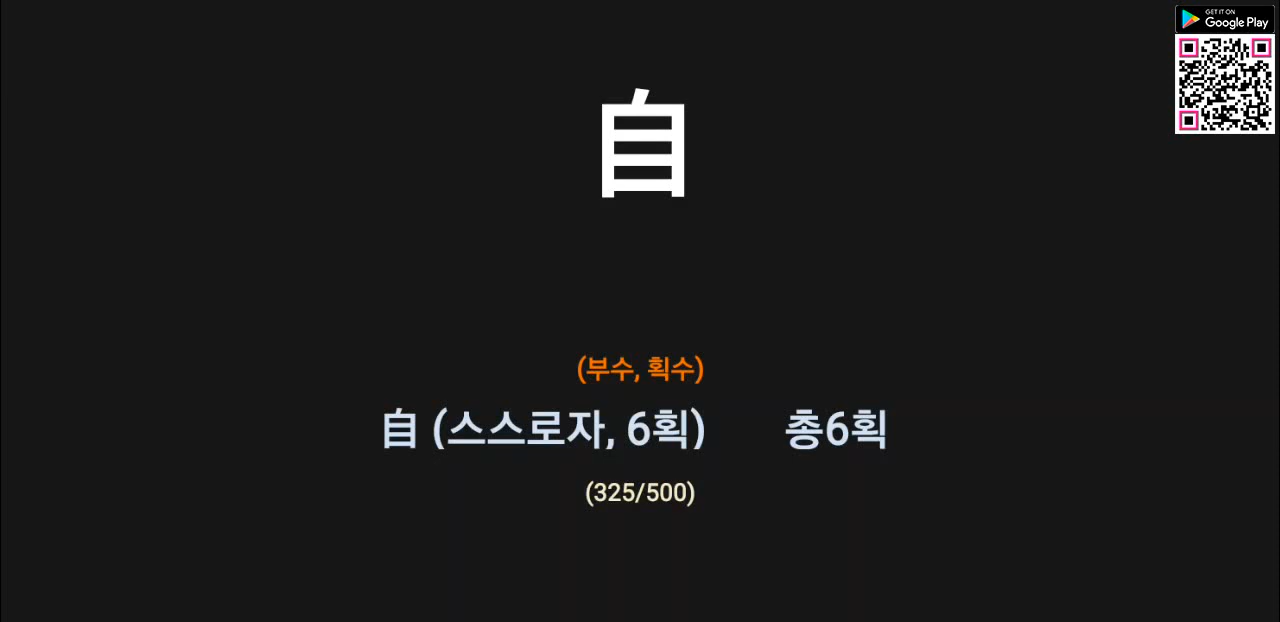 GET IT ON
Google Play
自
(부수, 획수)
自 (스스로자, 6획) 총6획
(325/500)